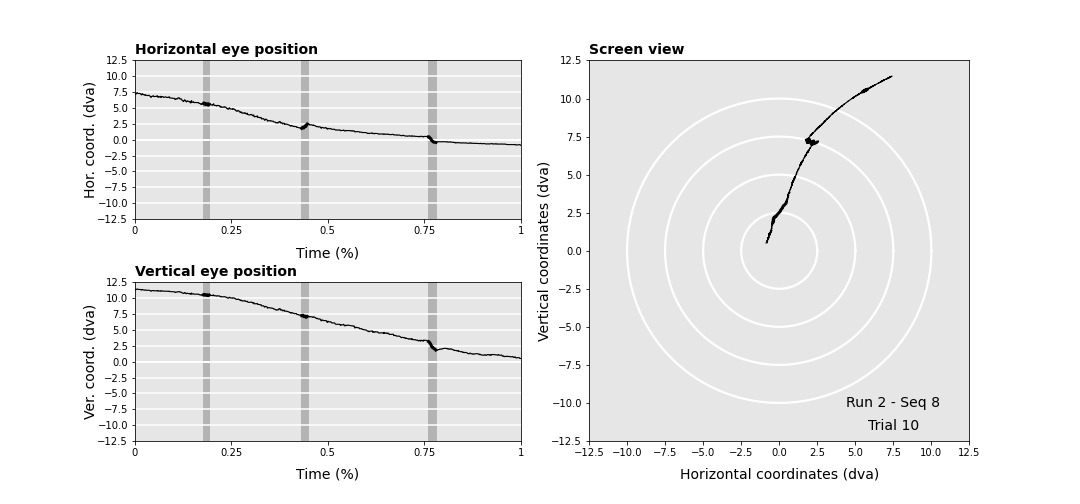 Horizontal eye position
12.5
10.0
7.5
5.0
2.5
0.0
−2.5
−5.0
−7.5
−10.0
−12.5
Hor. coord. (dva)
0 0.25 0.5 0.75 1
Time (%)
Vertical eye position
12.5
10.0
7.5
5.0
2.5
0.0
−2.5
−5.0
−7.5
−10.0
−12.5
Ver. coord. (dva)
0 0.25 0.5 0.75 1
Time (%)
Screen view
12.5
10.0
7.5
5.0
2.5
0.0
−2.5
−5.0
−7.5
−10.0
−12.5
Vertical coordinates (dva)
Run 2 - Seq 8
Trial 10
−12.5 −10.0 −7.5 −5.0 −2.5 0.0 2.5 5.0 7.5 10.0 12.5
Horizontal coordinates (dva)